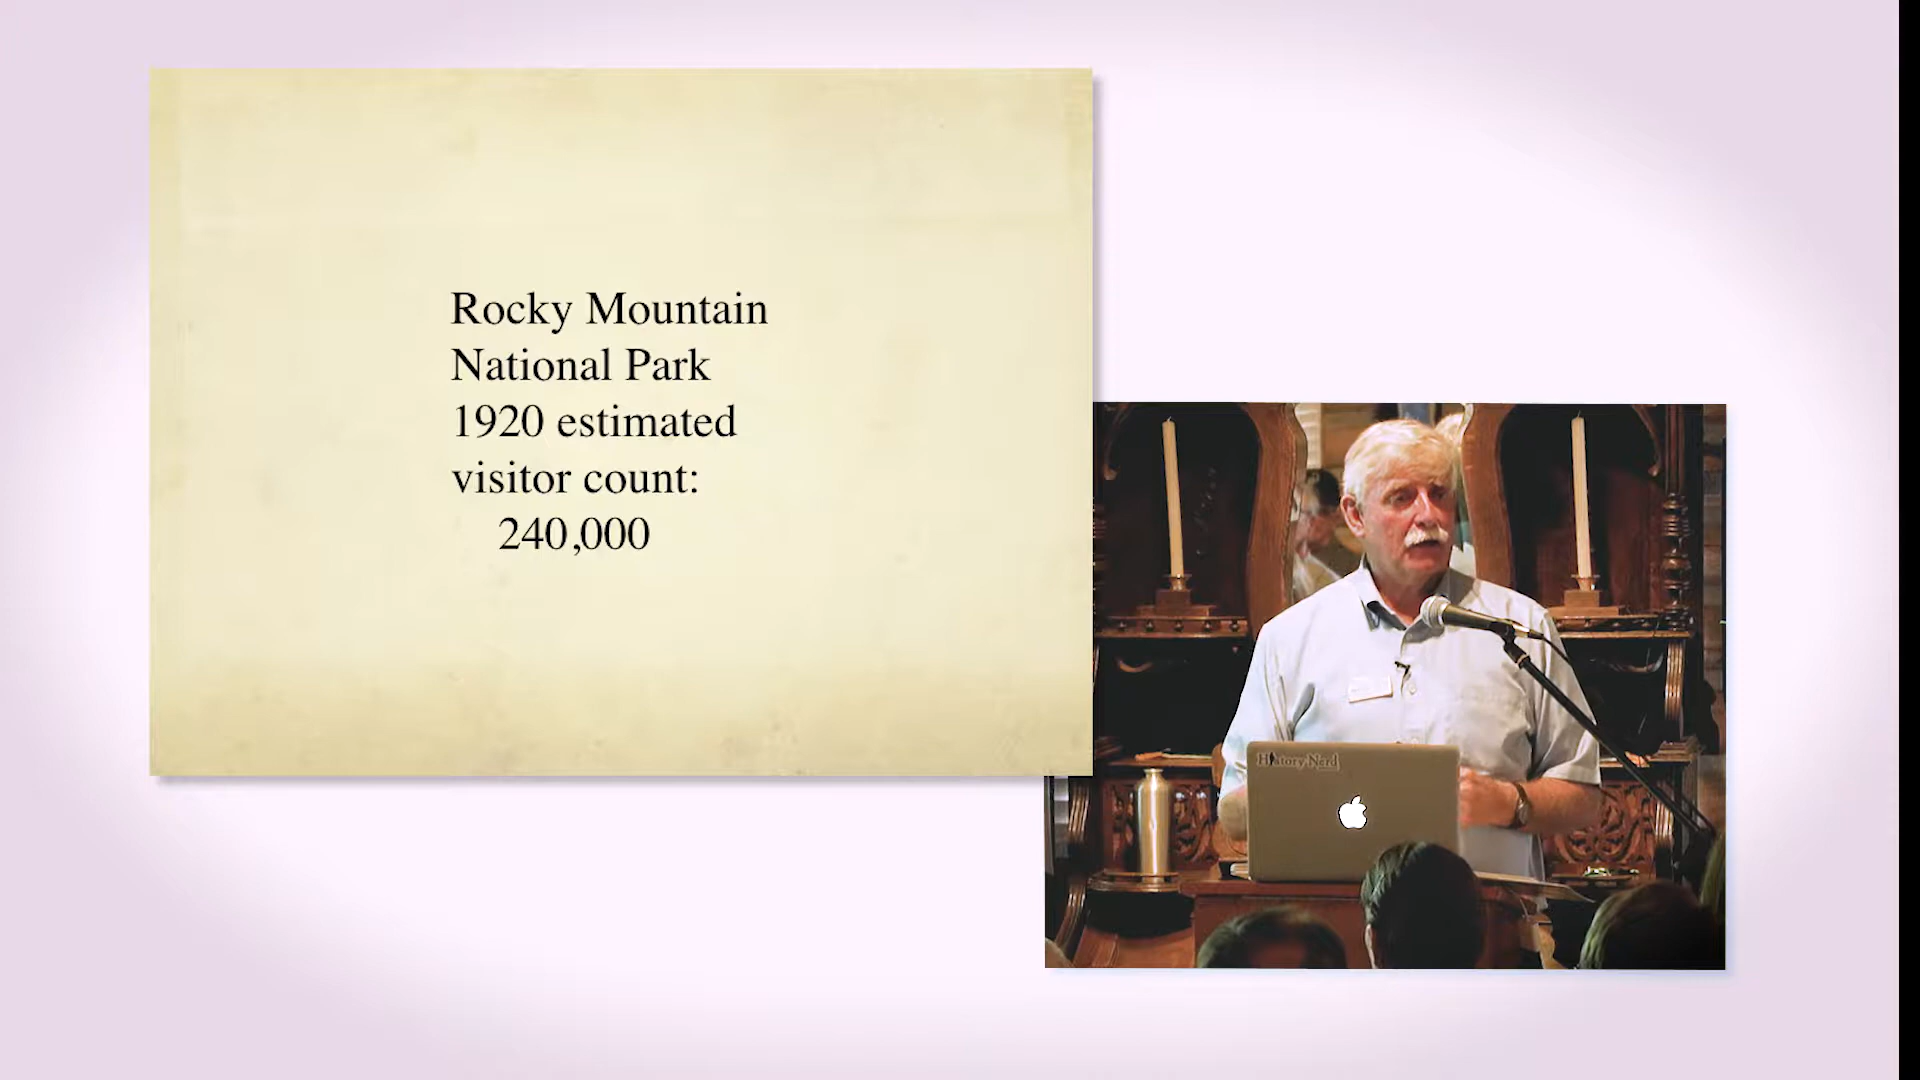 Rocky Mountain
National Park
1920 estimated
visitor count:
240,000
History Nerd